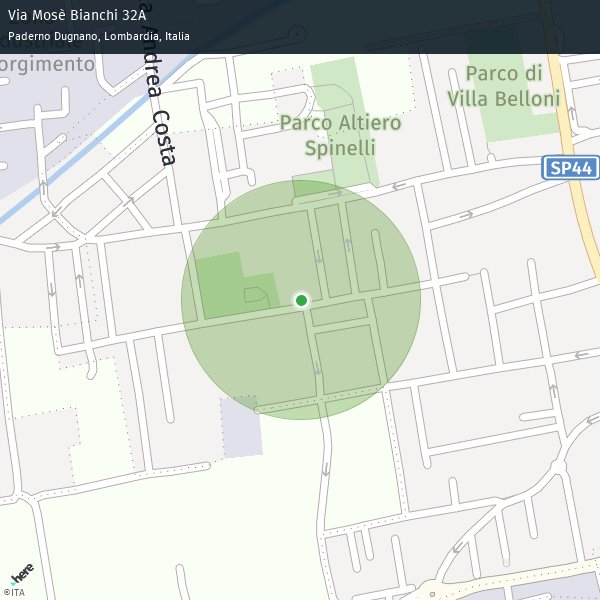 Via Mosè Bianchi 32A
Paderno Dugnano, Lombardia, Italia
Andrea Costa
Parco di
Villa Belloni
Parco Altiero
Spinelli
SP44
here
©ITA